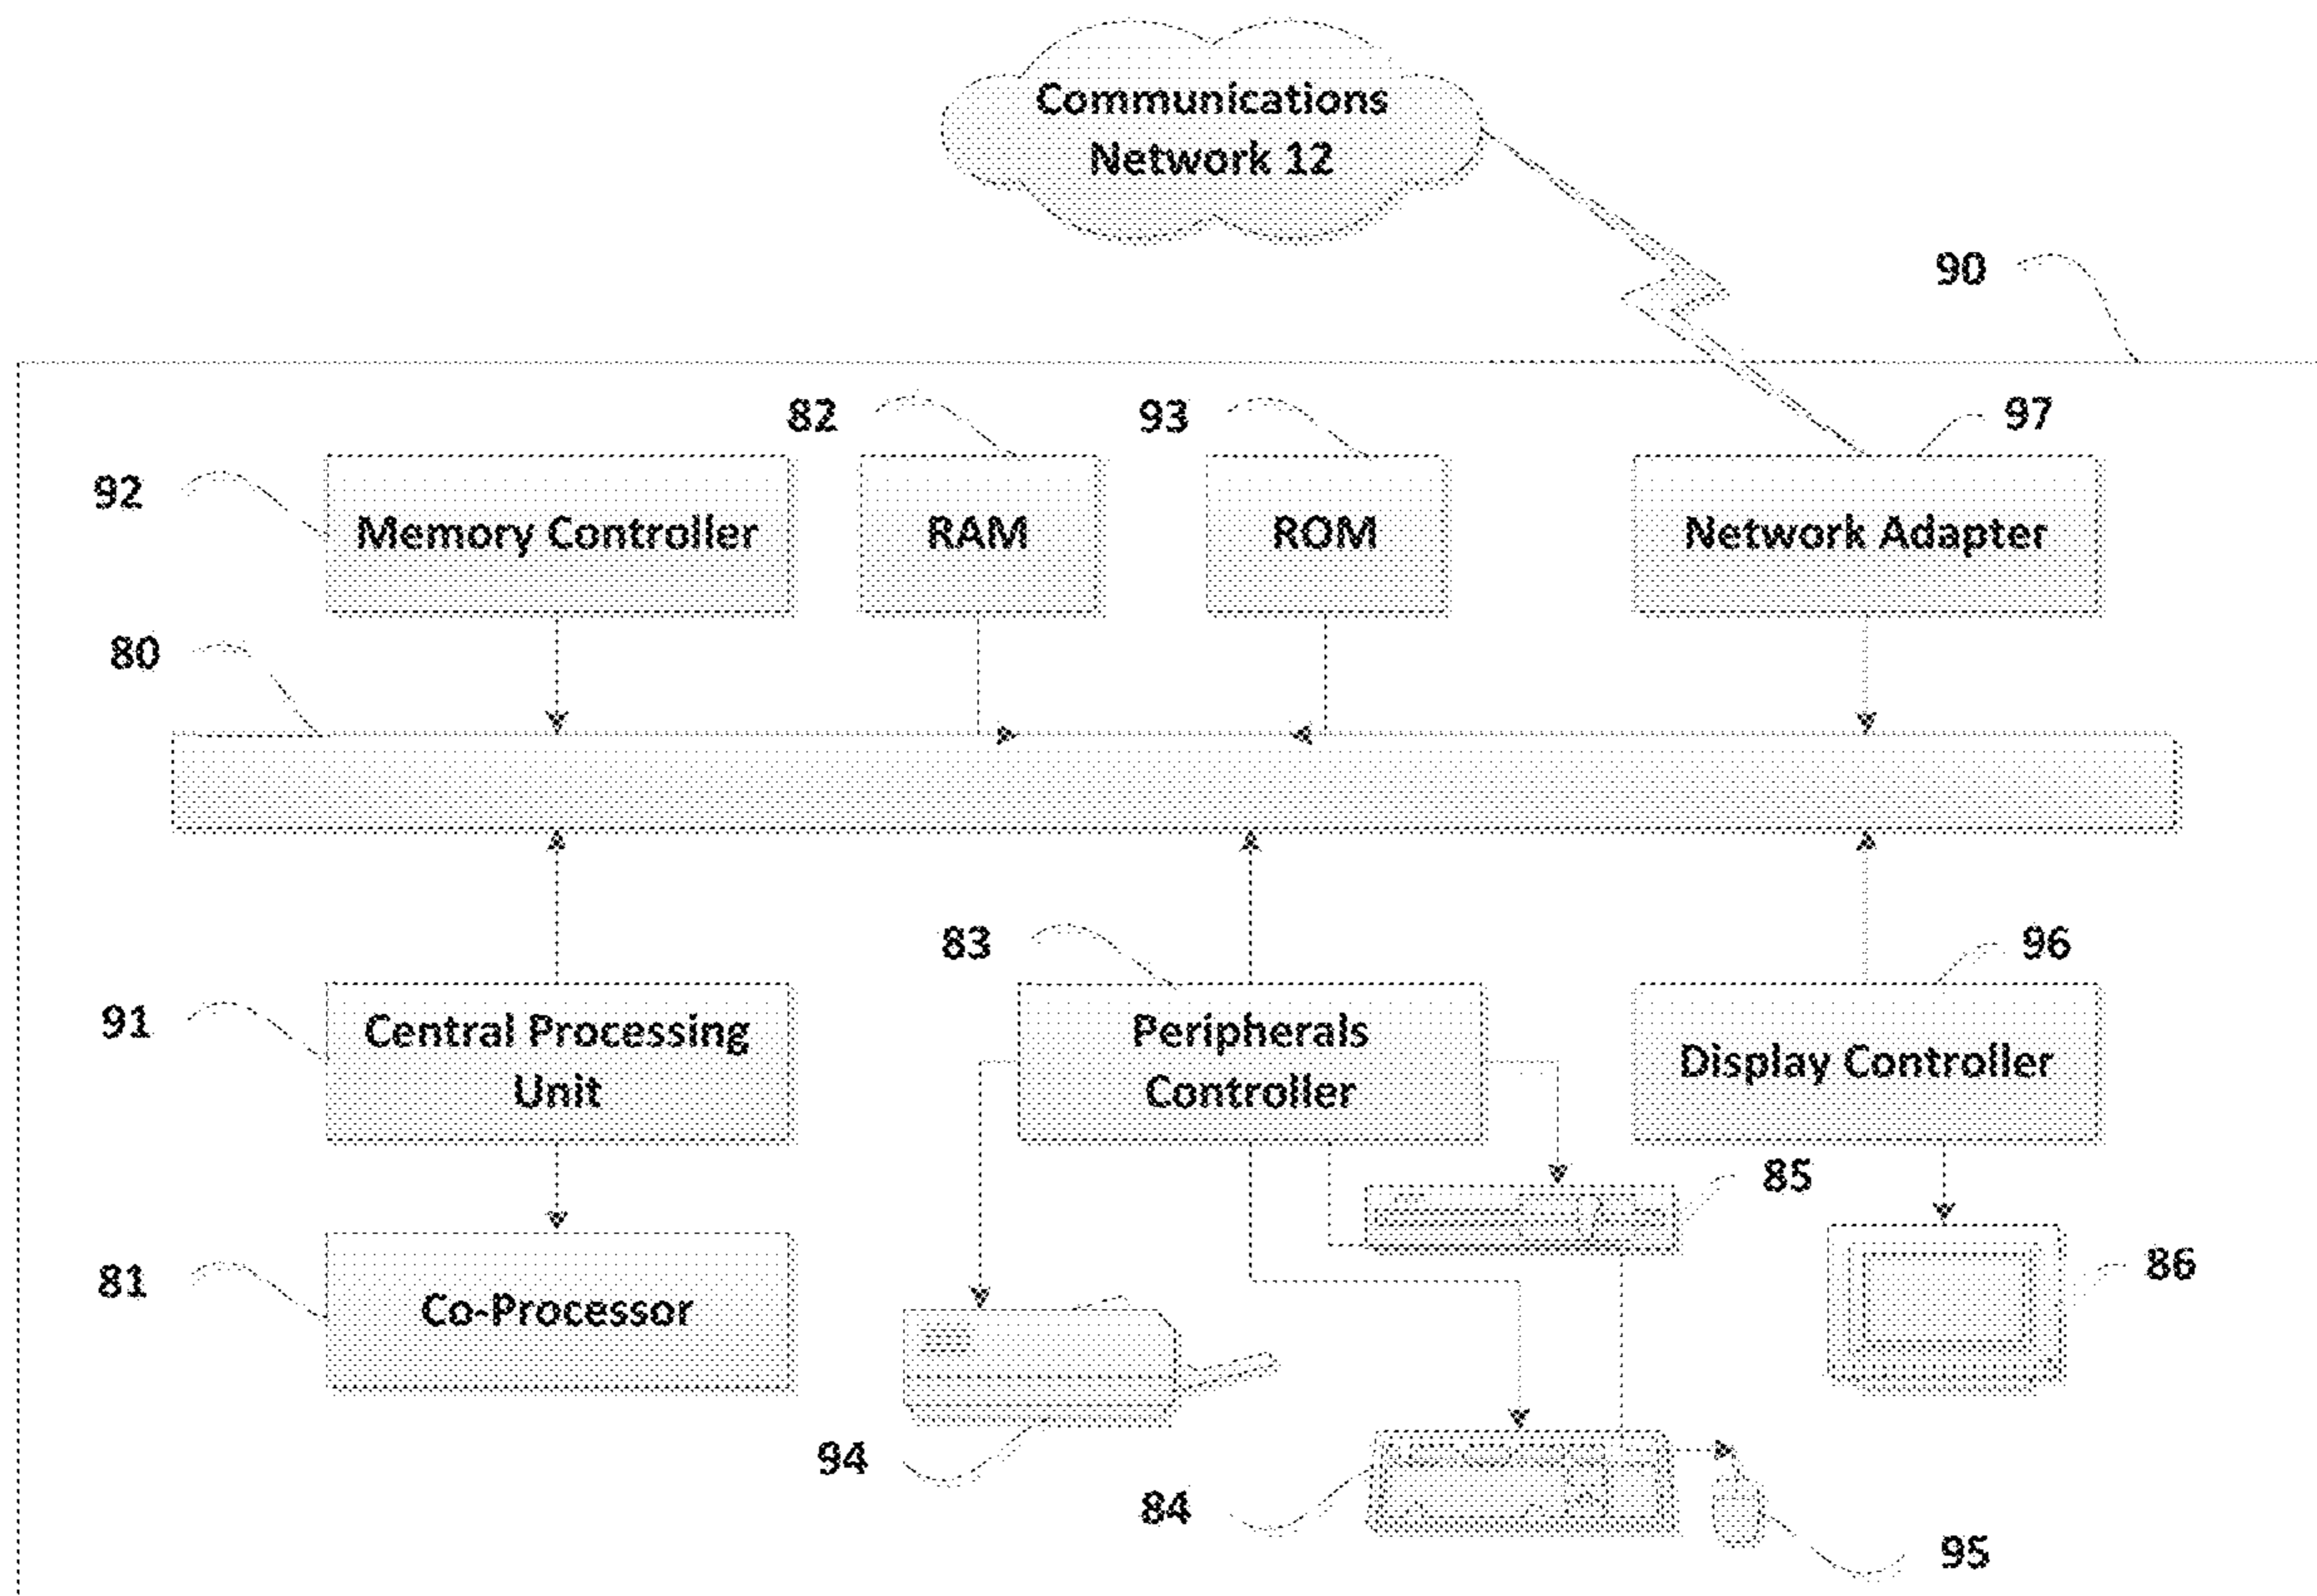 Communications
Network 12
90
82
93
97
92
Memory Controller
RAM
ROM
Network Adapter
80
83
96
91
Central Processing
Unit
Peripherals
Controller
Display Controller
85
81
Co-Processor
86
94
84
95